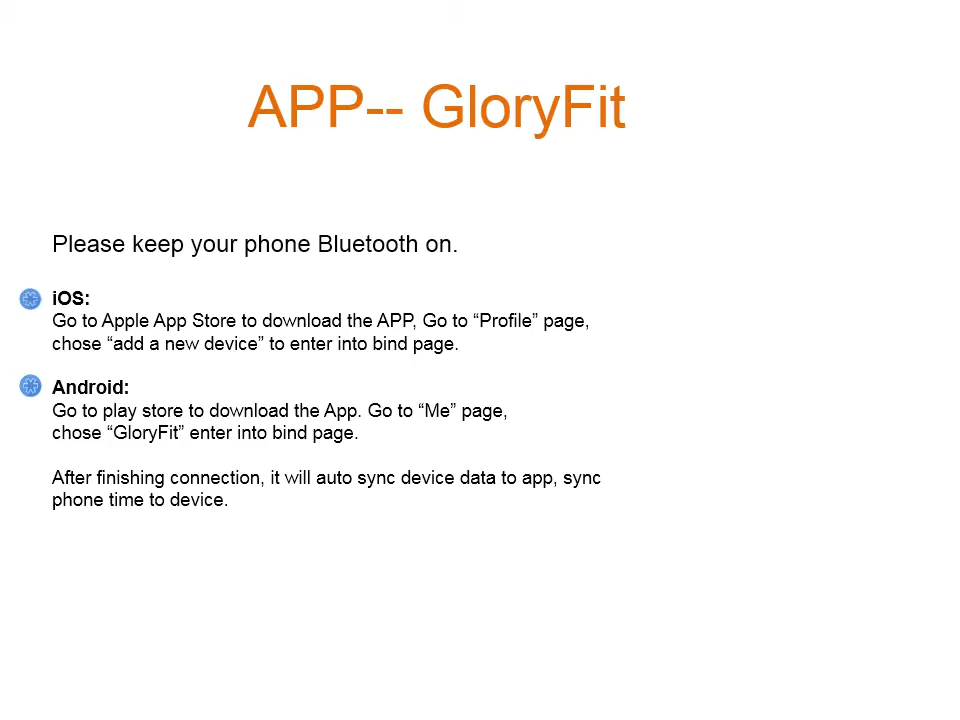 APP-- GloryFit
Please keep your phone Bluetooth on.
iOS:
Go to Apple App Store to download the APP, Go to “Profile” page,
chose “add a new device” to enter into bind page.
Android:
Go to play store to download the App. Go to “Me” page,
chose “GloryFit” enter into bind page.
After finishing connection, it will auto sync device data to app, sync
phone time to device.